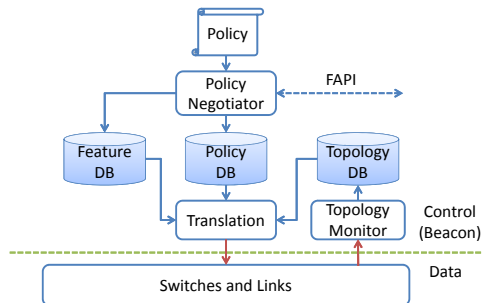 Policy
Policy
Negotiator
FAPI
Feature
DB
Policy
DB
Topology
DB
Translation
Topology
Monitor
Control
(Beacon)
Data
Switches and Links